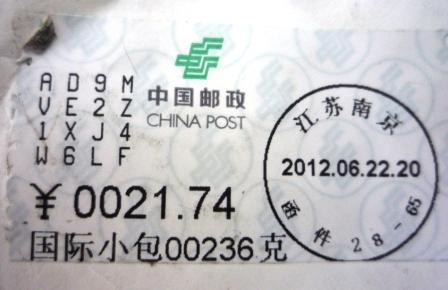 A D 9 M
V E 2 Z
1 X J 4
W 6 L F
中国邮政
CHINA POST
¥ 0021.74
国际小包00236克
江苏南京
2012.06.22.20
函件 28-65